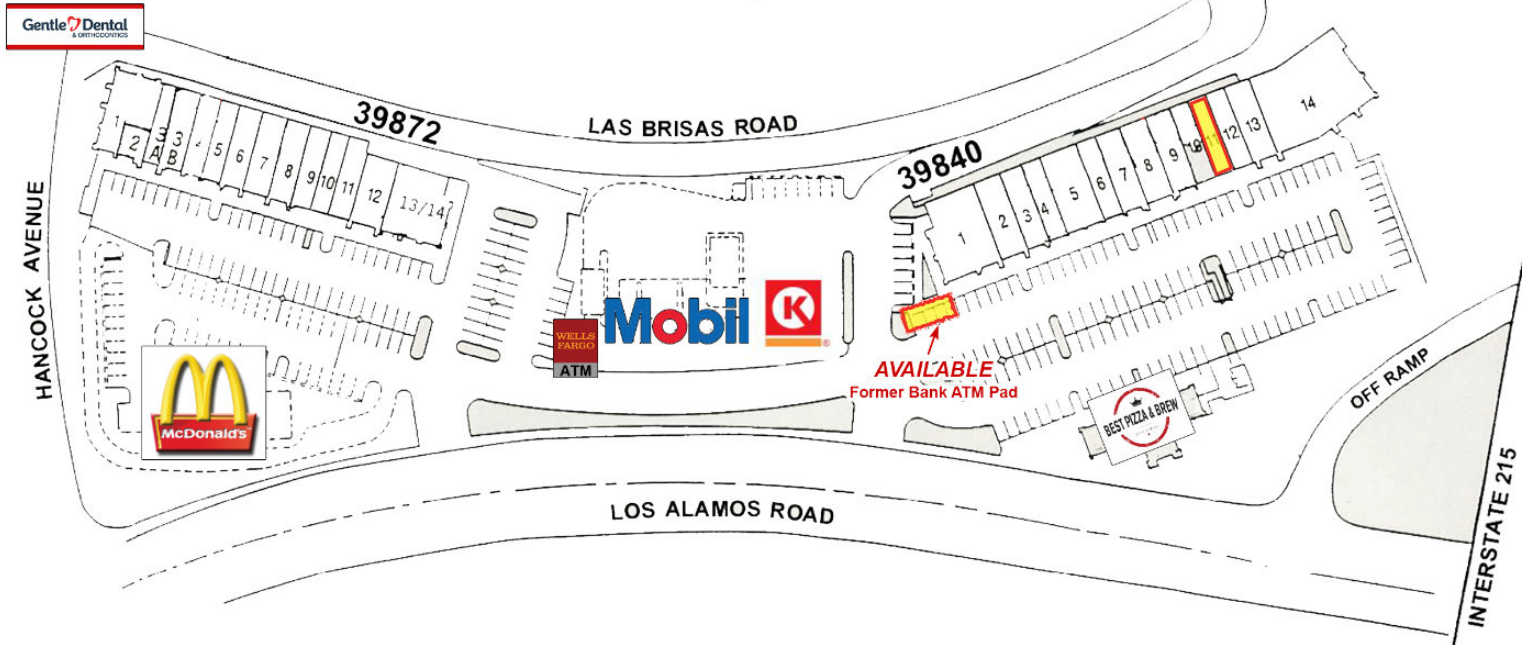 Gentle Dental
& ORTHODONTICS
39872
LAS BRISAS ROAD
39840
1
2
3
A
3
B
4
5
6
7
8
9
10
11
12
13/14
1
2
3
4
5
6
7
8
9
10
11
12
13
14
HANCOCK AVENUE
McDonald's
WELLS
FARGO
ATM
Mobil
K
AVAILABLE
Former Bank ATM Pad
BEST PIZZA & BREW
OFF RAMP
INTERSTATE 215
LOS ALAMOS ROAD